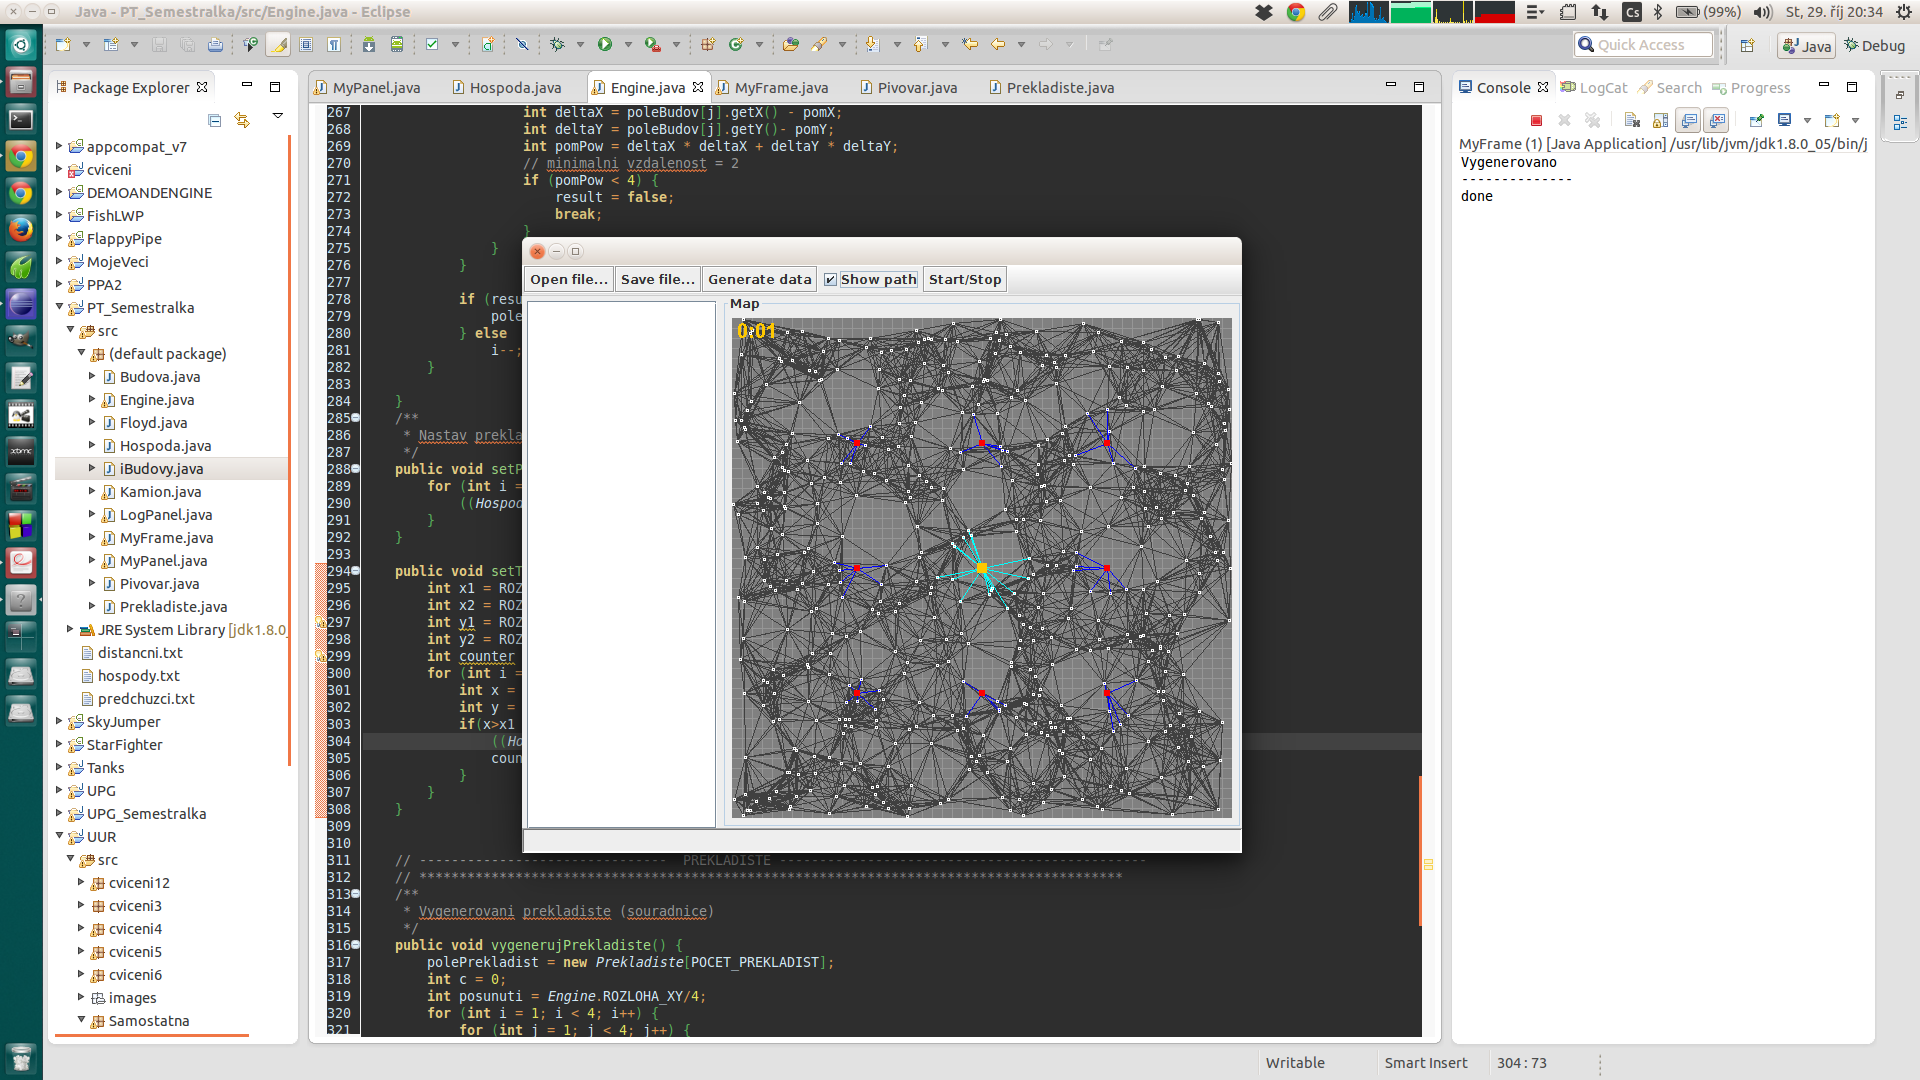 Java - PT_Semestralka/src/Engine.java - Eclipse
Cs (99%) St, 29. říj 20:34
Quick Access Java Debug
Package Explorer
MyPanel.java Hospoda.java Engine.java MyFrame.java Pivovar.java Prekladiste.java
Console LogCat Search Progress
appcompat_v7
cviceni
DEMOANDENGINE
FishLWP
FlappyPipe
MojeVeci
PPA2
PT_Semestralka
src
(default package)
Budova.java
Engine.java
Floyd.java
Hospoda.java
iBudovy.java
Kamion.java
LogPanel.java
MyFrame.java
MyPanel.java
Pivovar.java
Prekladiste.java
JRE System Library [jdk1.8.0_
distancni.txt
hospody.txt
predchuzci.txt
SkyJumper
StarFighter
Tanks
UPG
UPG_Semestralka
UUR
src
cviceni12
cviceni3
cviceni4
cviceni5
cviceni6
images
Samostatna
267 int deltaX = poleBudov[j].getX() - pomX;
268 int deltaY = poleBudov[j].getY()- pomY;
269 int pomPow = deltaX * deltaX + deltaY * deltaY;
270 // minimalni vzdalenost = 2
271 if (pomPow < 4) {
272 result = false;
273 break;
274 }
275 }
276 }
277
278 if (resu
279 pole
280 } else
281 i--;
282 }
283
284 }
285 /**
286 * Nastav prekla
287 */
288 public void setP
289 for (int i =
290 ((Hospod
291 }
292 }
293
294 public void setT
295 int x1 = ROZ
296 int x2 = ROZ
297 int y1 = ROZ
298 int y2 = ROZ
299 int counter
300 for (int i =
301 int x =
302 int y =
303 if(x>x1
304 ((Ho
305 coun
306 }
307 }
308 }
309
310
311 // ------------------------------- PREKLADISTE ----------------------------------------------
312 // ****************************************************************************************
313 /**
314 * Vygenerovani prekladiste (souradnice)
315 */
316 public void vygenerujPrekladiste() {
317 polePrekladist = new Prekladiste[POCET_PREKLADIST];
318 int c = 0;
319 int posunuti = Engine.ROZLOHA_XY/4;
320 for (int i = 1; i < 4; i++) {
321 for (int j = 1; j < 4; j++) {
Open file... Save file... Generate data Show path Start/Stop
Map
0:01
MyFrame (1) [Java Application] /usr/lib/jvm/jdk1.8.0_05/bin/j
Vygenerovano
--------------
done
Writable Smart Insert 304 : 73